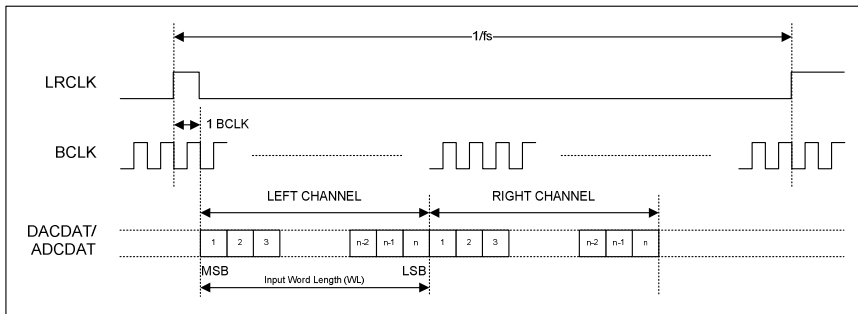 1/fs
LRCLK
1 BCLK
BCLK
LEFT CHANNEL
RIGHT CHANNEL
DACDAT/
ADCDAT
1 2 3 n-2 n-1 n 1 2 3 n-2 n-1 n
MSB LSB
Input Word Length (WL)